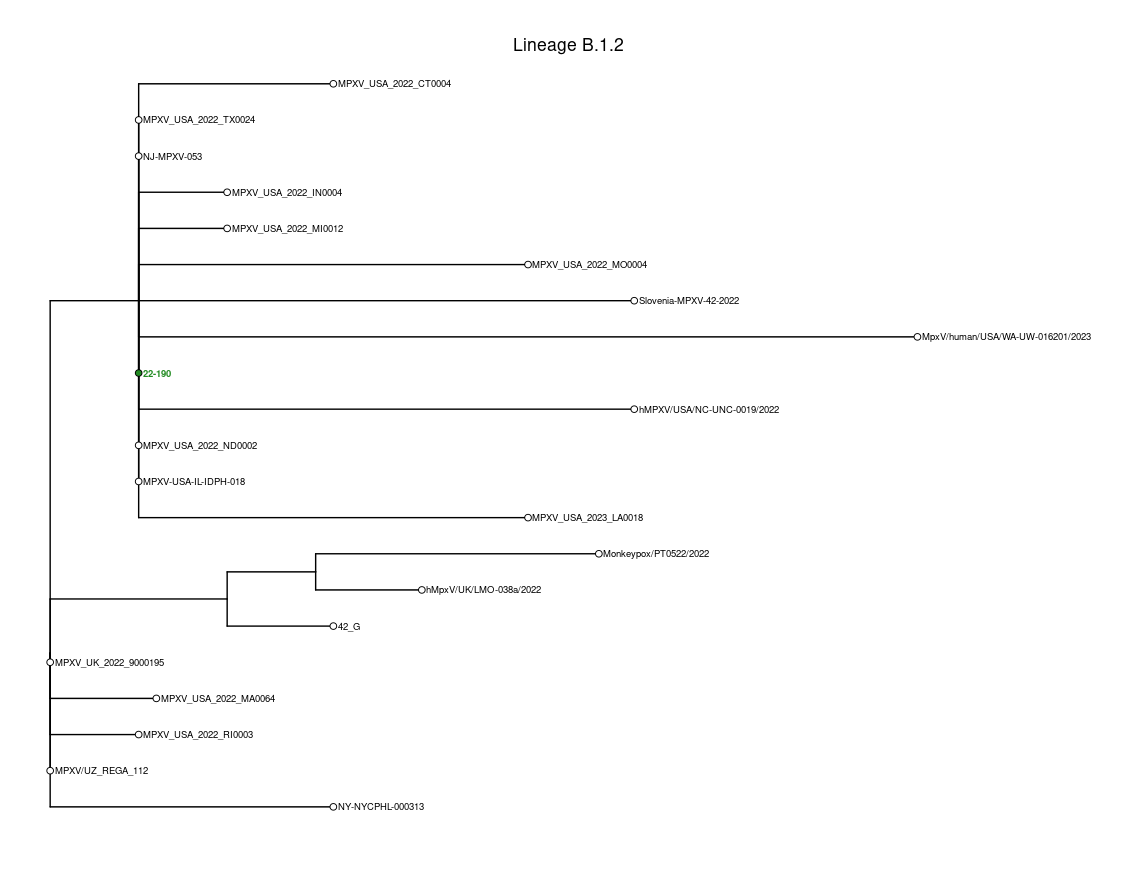 Lineage B.1.2
MPXV_USA_2022_CT0004
MPXV_USA_2022_TX0024
NJ-MPXV-053
MPXV_USA_2022_IN0004
MPXV_USA_2022_MI0012
MPXV_USA_2022_MO0004
Slovenia-MPXV-42-2022
MpxV/human/USA/WA-UW-016201/2023
22-190
hMPXV/USA/NC-UNC-0019/2022
MPXV_USA_2022_ND0002
MPXV-USA-IL-IDPH-018
MPXV_USA_2023_LA0018
Monkeypox/PT0522/2022
hMpxV/UK/LMO-038a/2022
42_G
MPXV_UK_2022_9000195
MPXV_USA_2022_MA0064
MPXV_USA_2022_RI0003
MPXV/UZ_REGA_112
NY-NYCPHL-000313